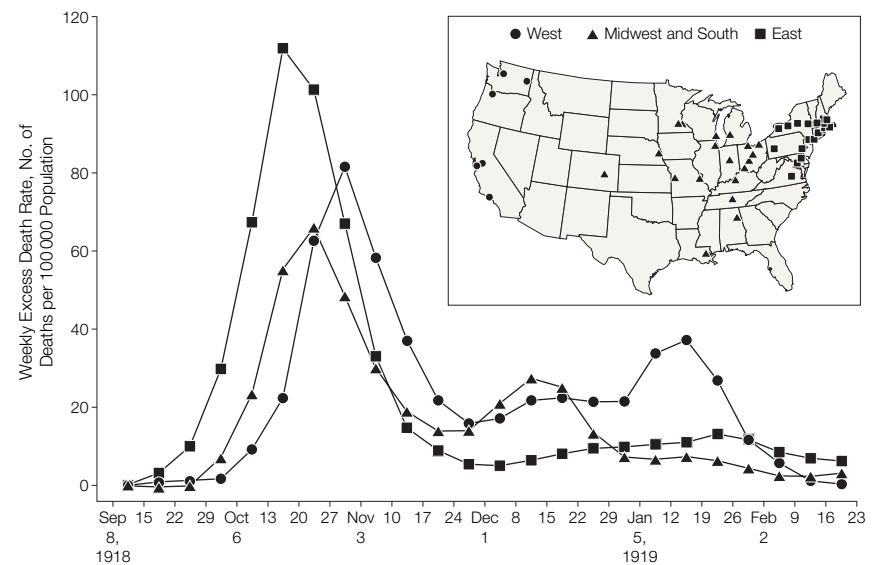 Weekly Excess Death Rate, No. of
Deaths per 100 000 Population
120
100
80
60
40
20
0
West
Midwest and South
East
Sep 15 22 29 Oct 13 20 27 Nov 10 17 24 Dec 8 15 22 29 Jan 12 19 26 Feb 9 16 23
8, 6 3 1 5, 2
1918 1919